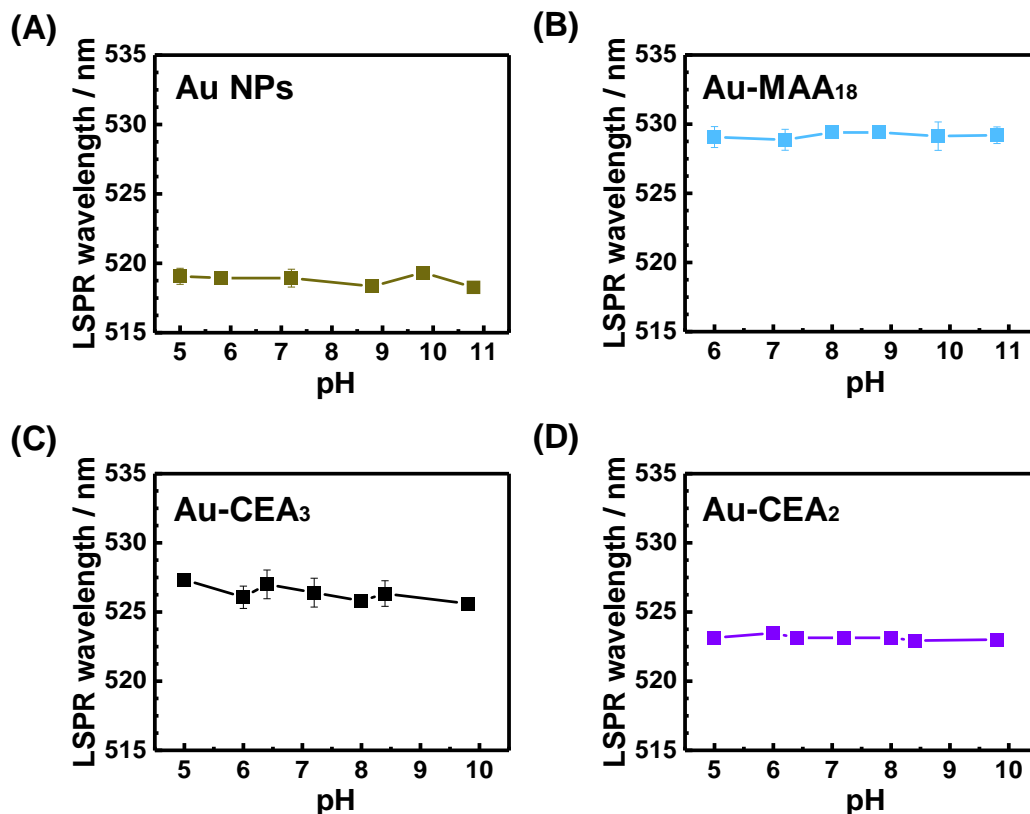 (A)
LSPR wavelength / nm
535
530
525
520
515
Au NPs
5 6 7 8 9 10 11
pH
(B)
LSPR wavelength / nm
535
530
525
520
515
Au-MAA₁₈
6 7 8 9 10 11
pH
(C)
LSPR wavelength / nm
535
530
525
520
515
Au-CEA₃
5 6 7 8 9 10
pH
(D)
LSPR wavelength / nm
535
530
525
520
515
Au-CEA₂
5 6 7 8 9 10
pH